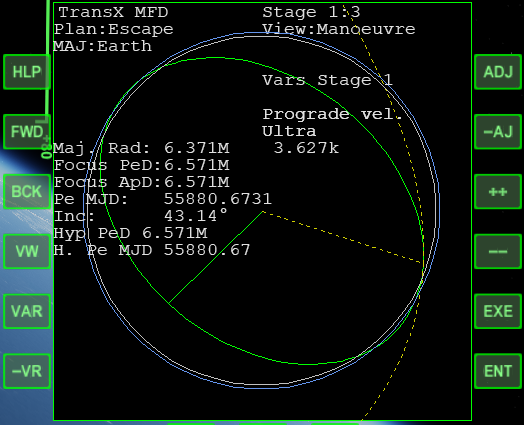 TransX MFD Stage 1:3
Plan:Escape View:Manoeuvre
MAJ:Earth
HLP
ADJ
Vars Stage 1
Prograde vel.
FWD
-AJ
Ultra
Maj. Rad: 6.371M 3.627k
Focus PeD:6.571M
Focus ApD:6.571M
BCK
++
Pe MJD: 55880.6731
Inc: 43.14°
Hyp PeD 6.571M
VW
--
H. Pe MJD 55880.67
VAR
EXE
-VR
ENT